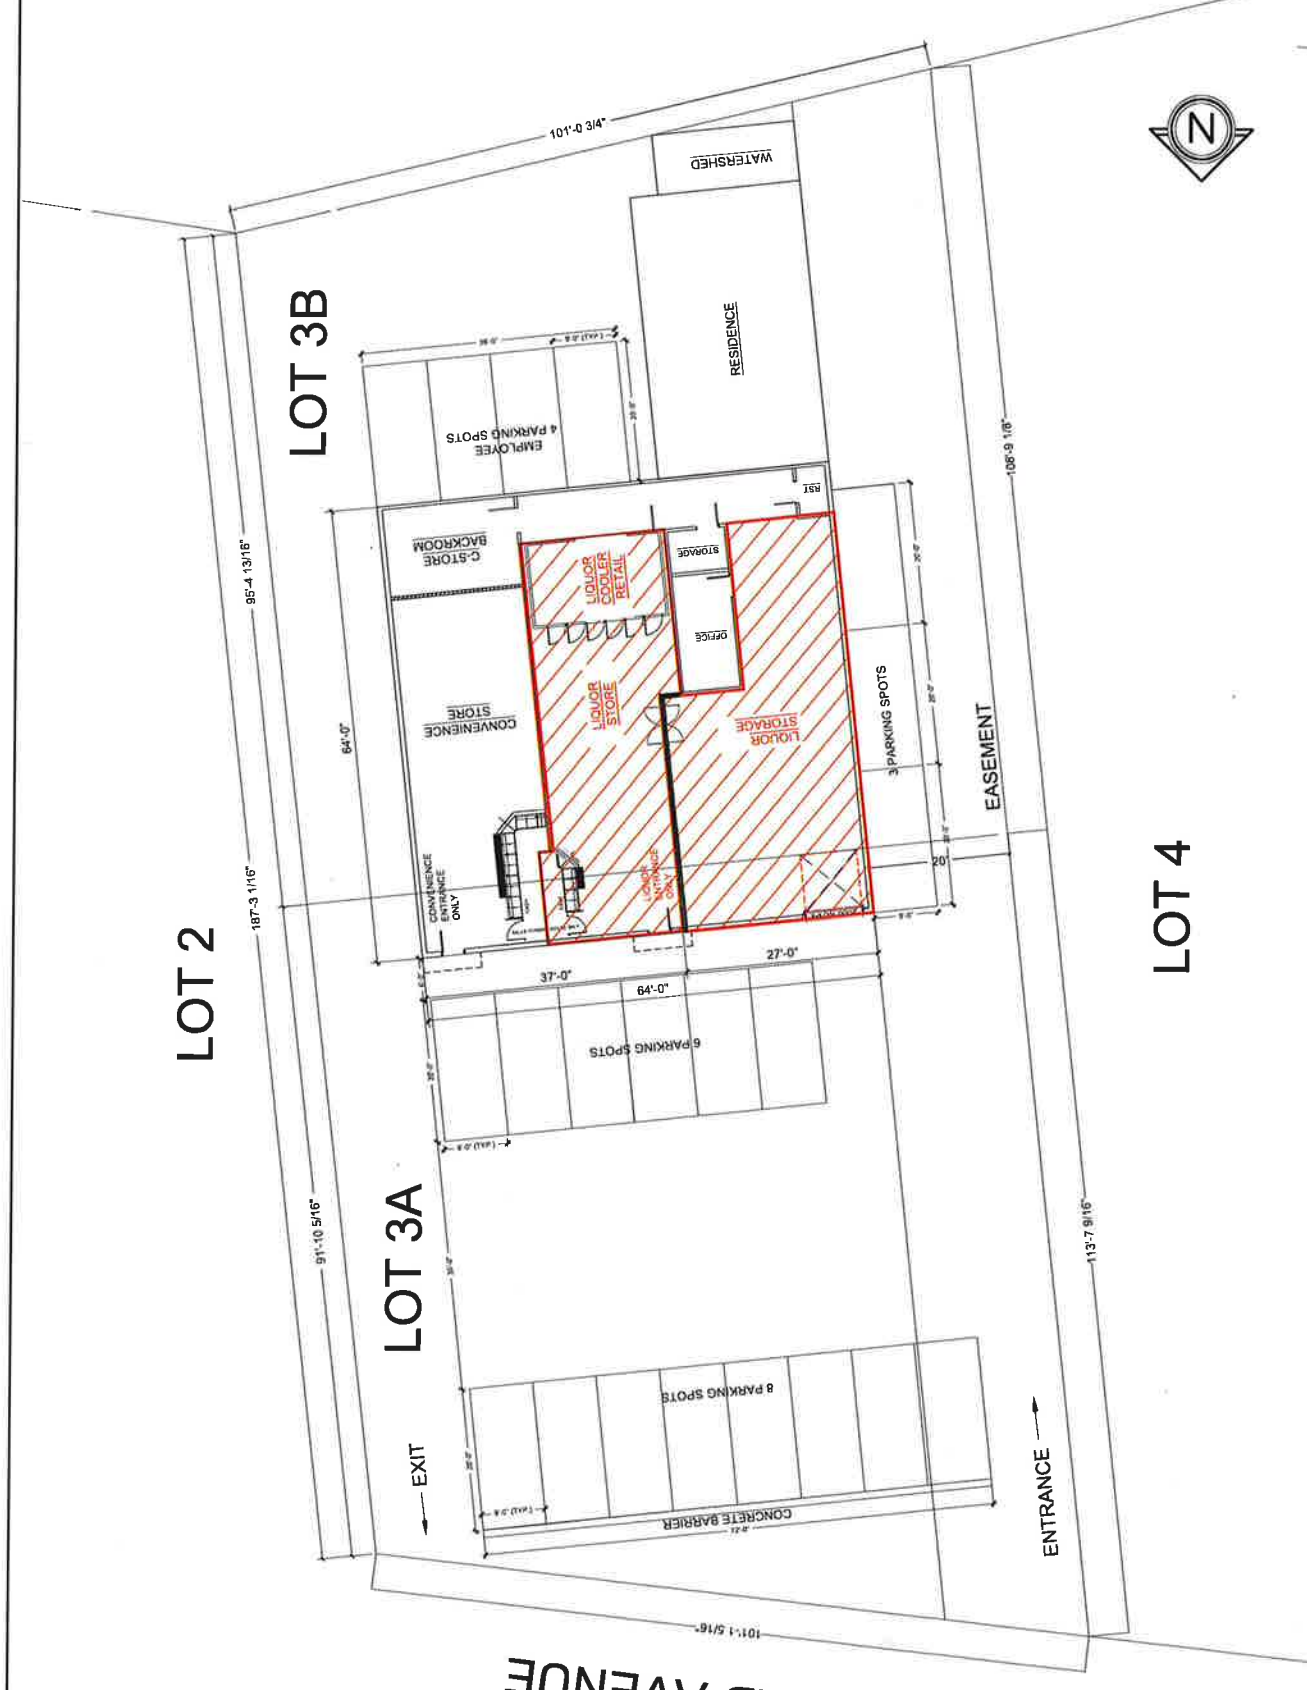 LOT 2
187'-3 1/16"
95'-4 13/16"
91'-10 5/16"
101'-0 3/4"
N
LOT 3B
WATERSHED
RESIDENCE
EMPLOYEE
4 PARKING SPOTS
64'-0"
C-STORE
BACKROOM
CONVENIENCE
STORE
LIQUOR
COOLER
RETAIL
LIQUOR
STORE
STORAGE
OFFICE
RST
LIQUOR
STORAGE
CONVENIENCE
ENTRANCE
ONLY
LIQUOR
ENTRANCE
ONLY
3 PARKING SPOTS
20'
EASEMENT
108'-9 1/8"
37'-0"
27'-0"
64'-0"
6 PARKING SPOTS
LOT 4
LOT 3A
113'-7 9/16"
8 PARKING SPOTS
CONCRETE BARRIER
EXIT
ENTRANCE
101'-1 5/16"
AVENUE